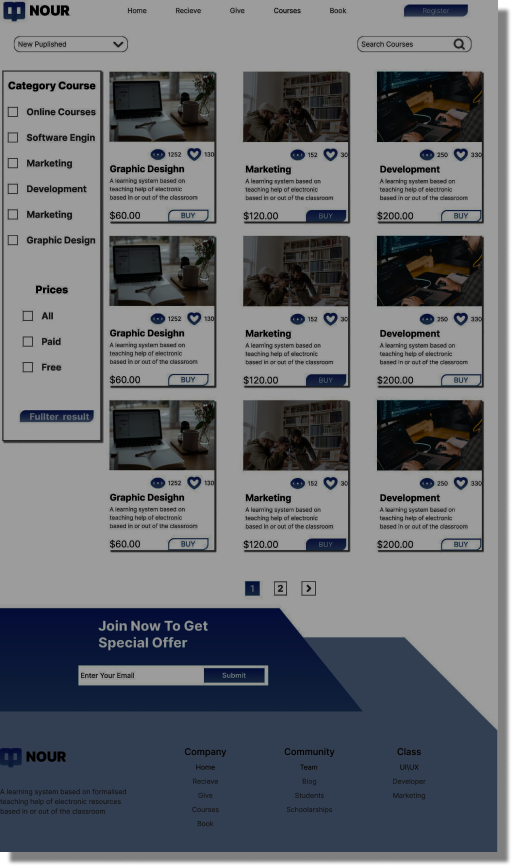 NOUR
Home Recieve Give Courses Book Register
New Puplished Search Courses
Category Course
Online Courses
Software Engin
Marketing
Development
Marketing
Graphic Design
Prices
All
Paid
Free
Fullter result
1252 130
Graphic Desighn
A learning system based on
teaching help of electronic
based in or out of the classroom
$60.00 BUY
152 30
Marketing
A learning system based on
teaching help of electronic
based in or out of the classroom
$120.00 BUY
250 330
Development
A learning system based on
teaching help of electronic
based in or out of the classroom
$200.00 BUY
1252 130
Graphic Desighn
A learning system based on
teaching help of electronic
based in or out of the classroom
$60.00 BUY
152 30
Marketing
A learning system based on
teaching help of electronic
based in or out of the classroom
$120.00 BUY
250 330
Development
A learning system based on
teaching help of electronic
based in or out of the classroom
$200.00 BUY
1252 130
Graphic Desighn
A learning system based on
teaching help of electronic
based in or out of the classroom
$60.00 BUY
152 30
Marketing
A learning system based on
teaching help of electronic
based in or out of the classroom
$120.00 BUY
250 330
Development
A learning system based on
teaching help of electronic
based in or out of the classroom
$200.00 BUY
1 2
Join Now To Get
Special Offer
Enter Your Email Submit
NOUR
A learning system based on formalised
teaching help of electronic resources
based in or out of the classroom
Company
Home
Recieve
Give
Courses
Book
Community
Team
Blog
Students
Schoolarships
Class
UI\UX
Developer
Marketing